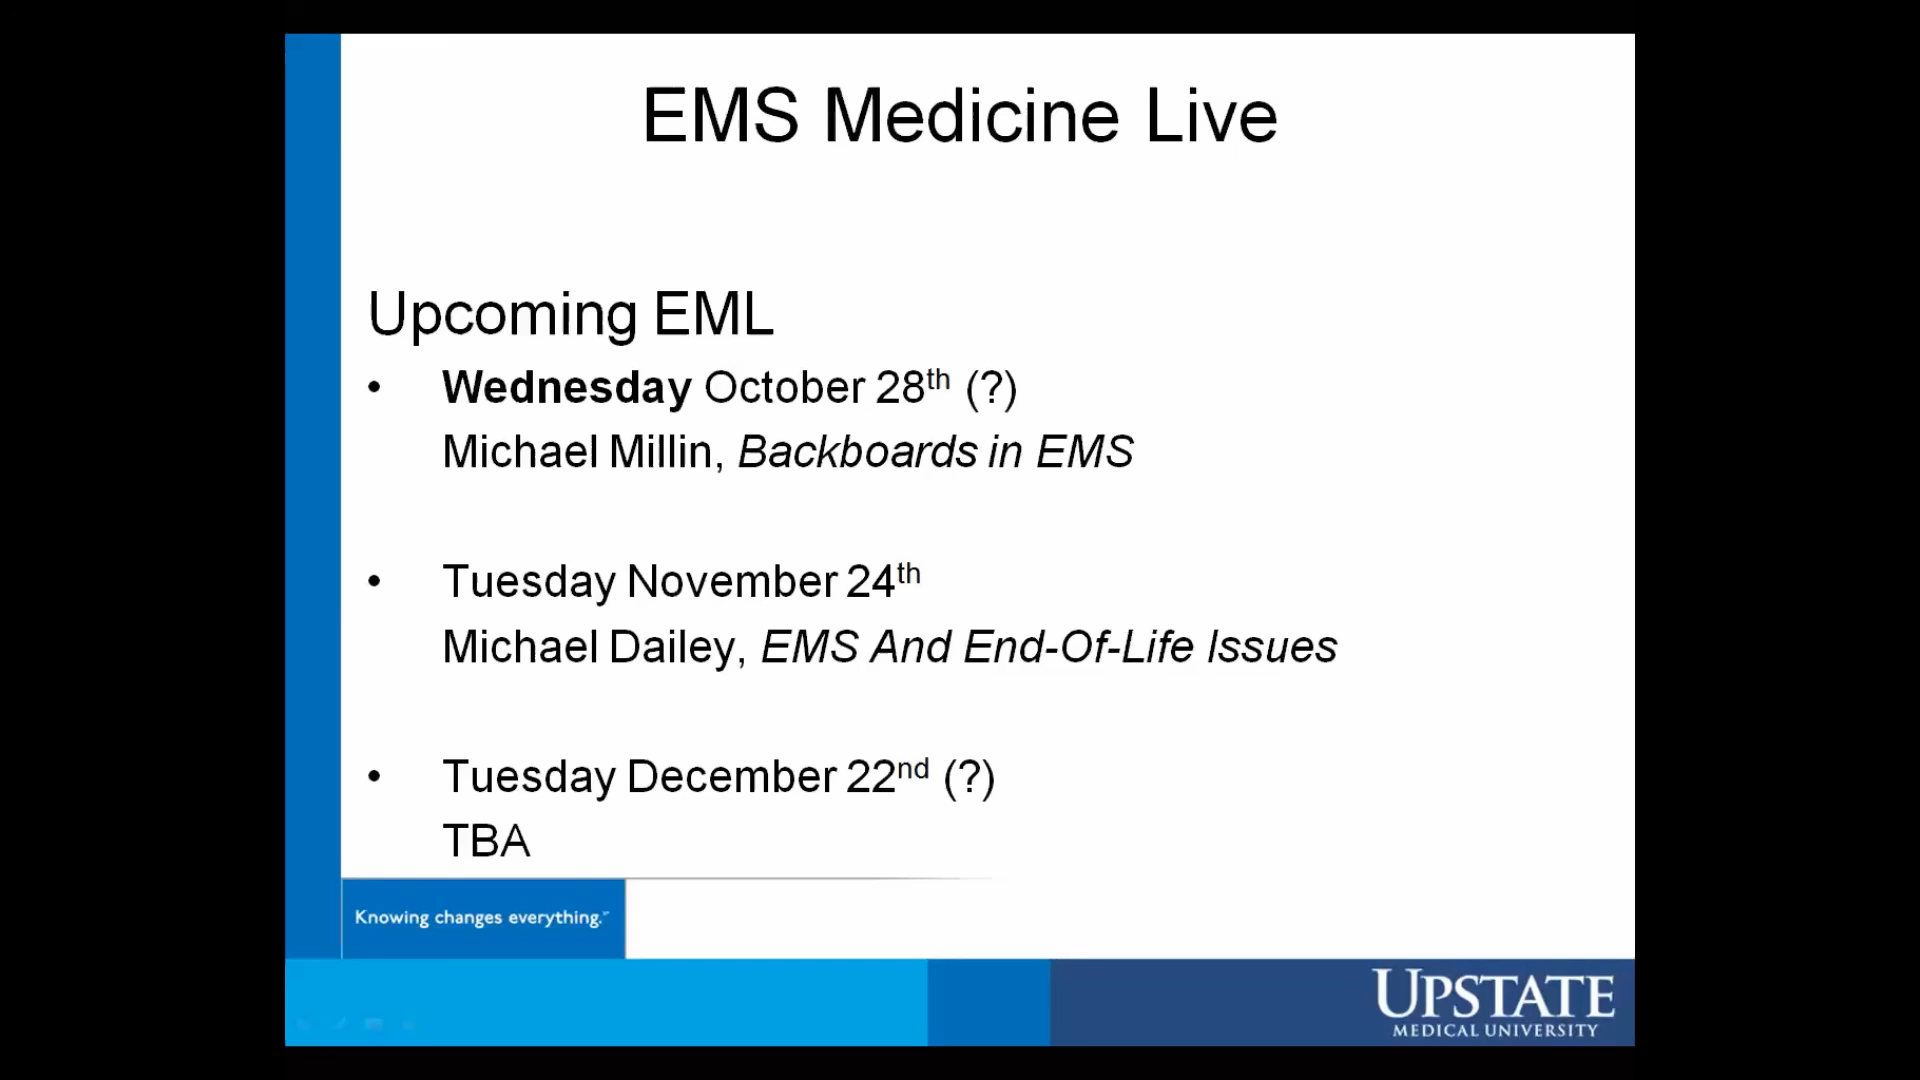 EMS Medicine Live
Upcoming EML
• Wednesday October 28th (?)
Michael Millin, Backboards in EMS
• Tuesday November 24th
Michael Dailey, EMS And End-Of-Life Issues
• Tuesday December 22nd (?)
TBA
Knowing changes everything.
UPSTATE
MEDICAL UNIVERSITY